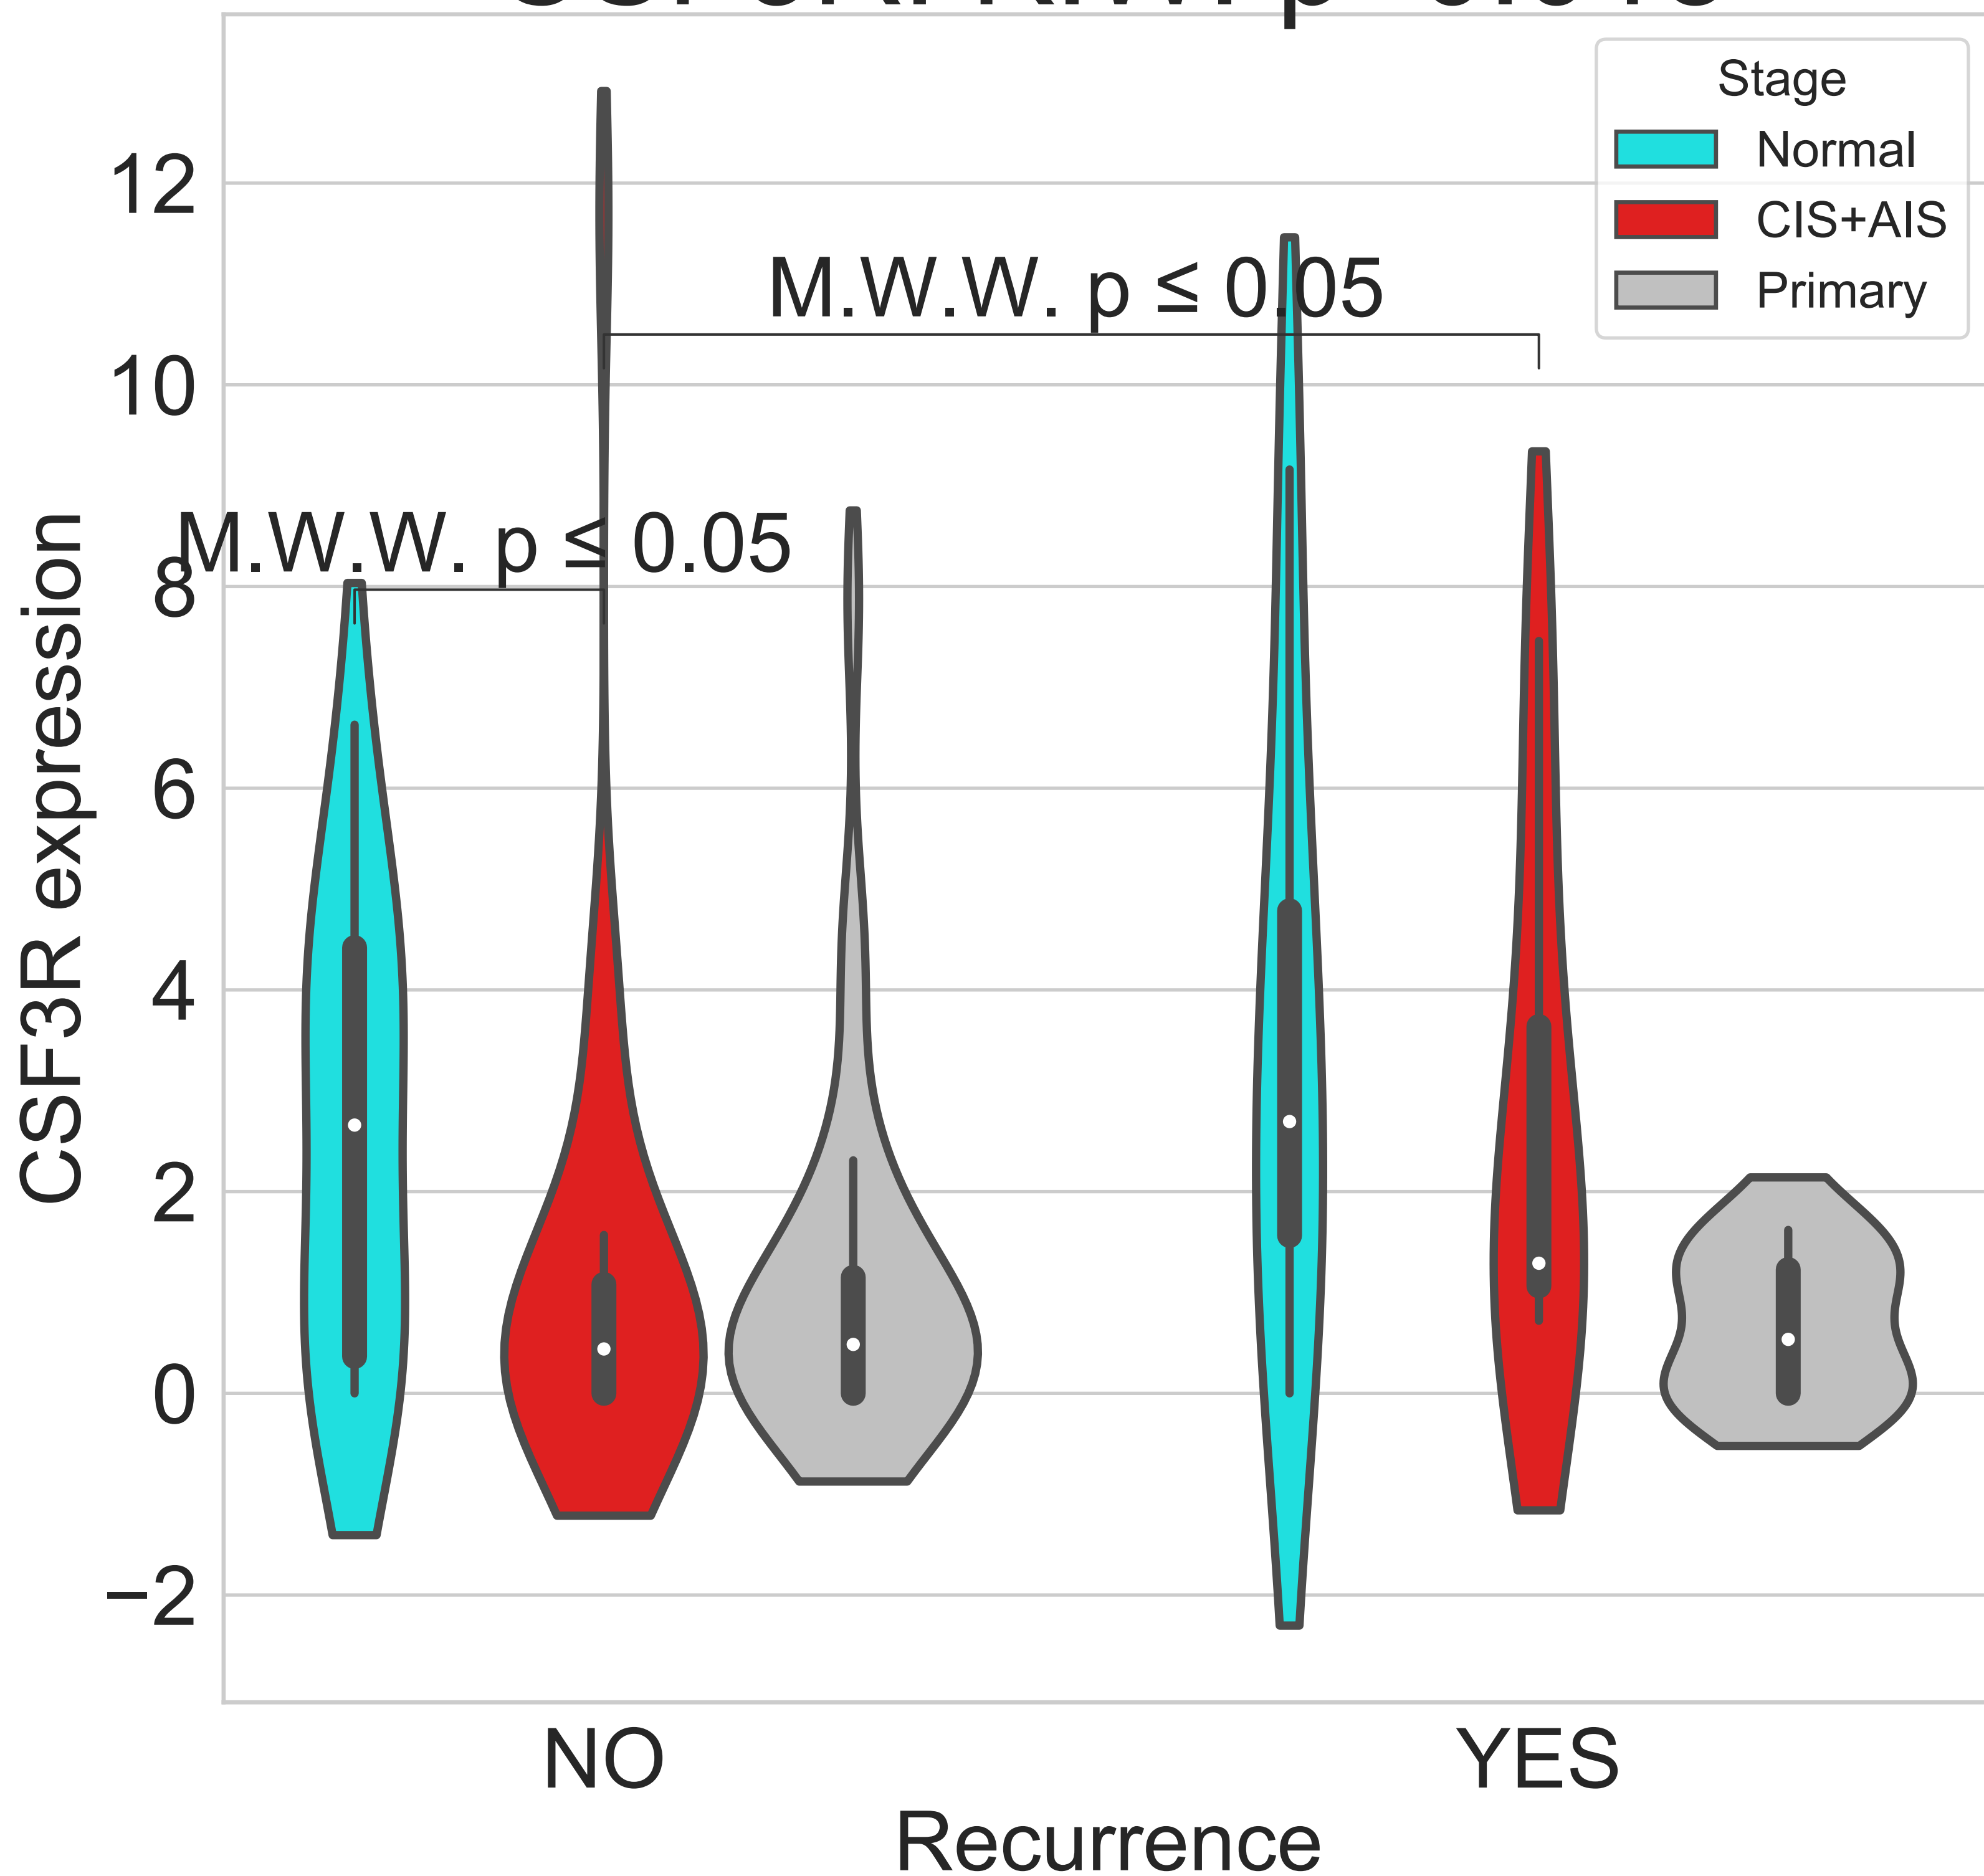 Stage
Normal
CIS+AIS
Primary
M.W.W. p ≤ 0.05
M.W.W. p ≤ 0.05
12
10
8
6
4
2
0
−2
CSF3R expression
NO
YES
Recurrence